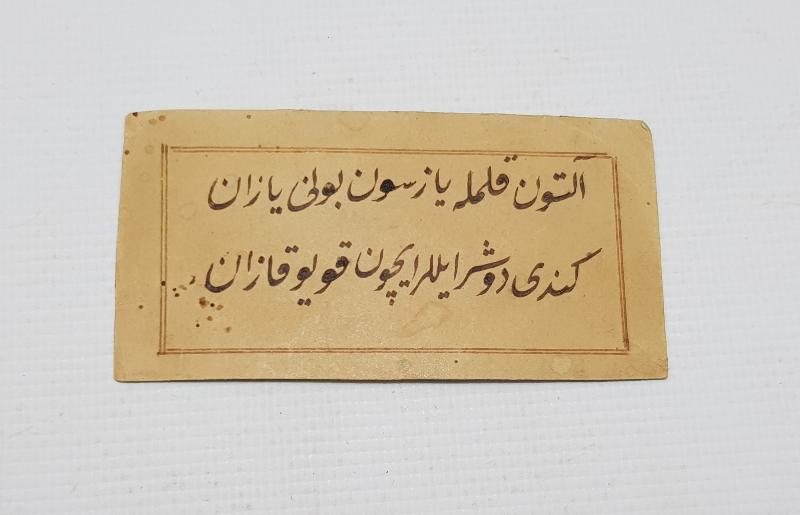 آلتون قلمله یازسون بونی یازان
کندی دوشر ایللر ایچون قویو قازان